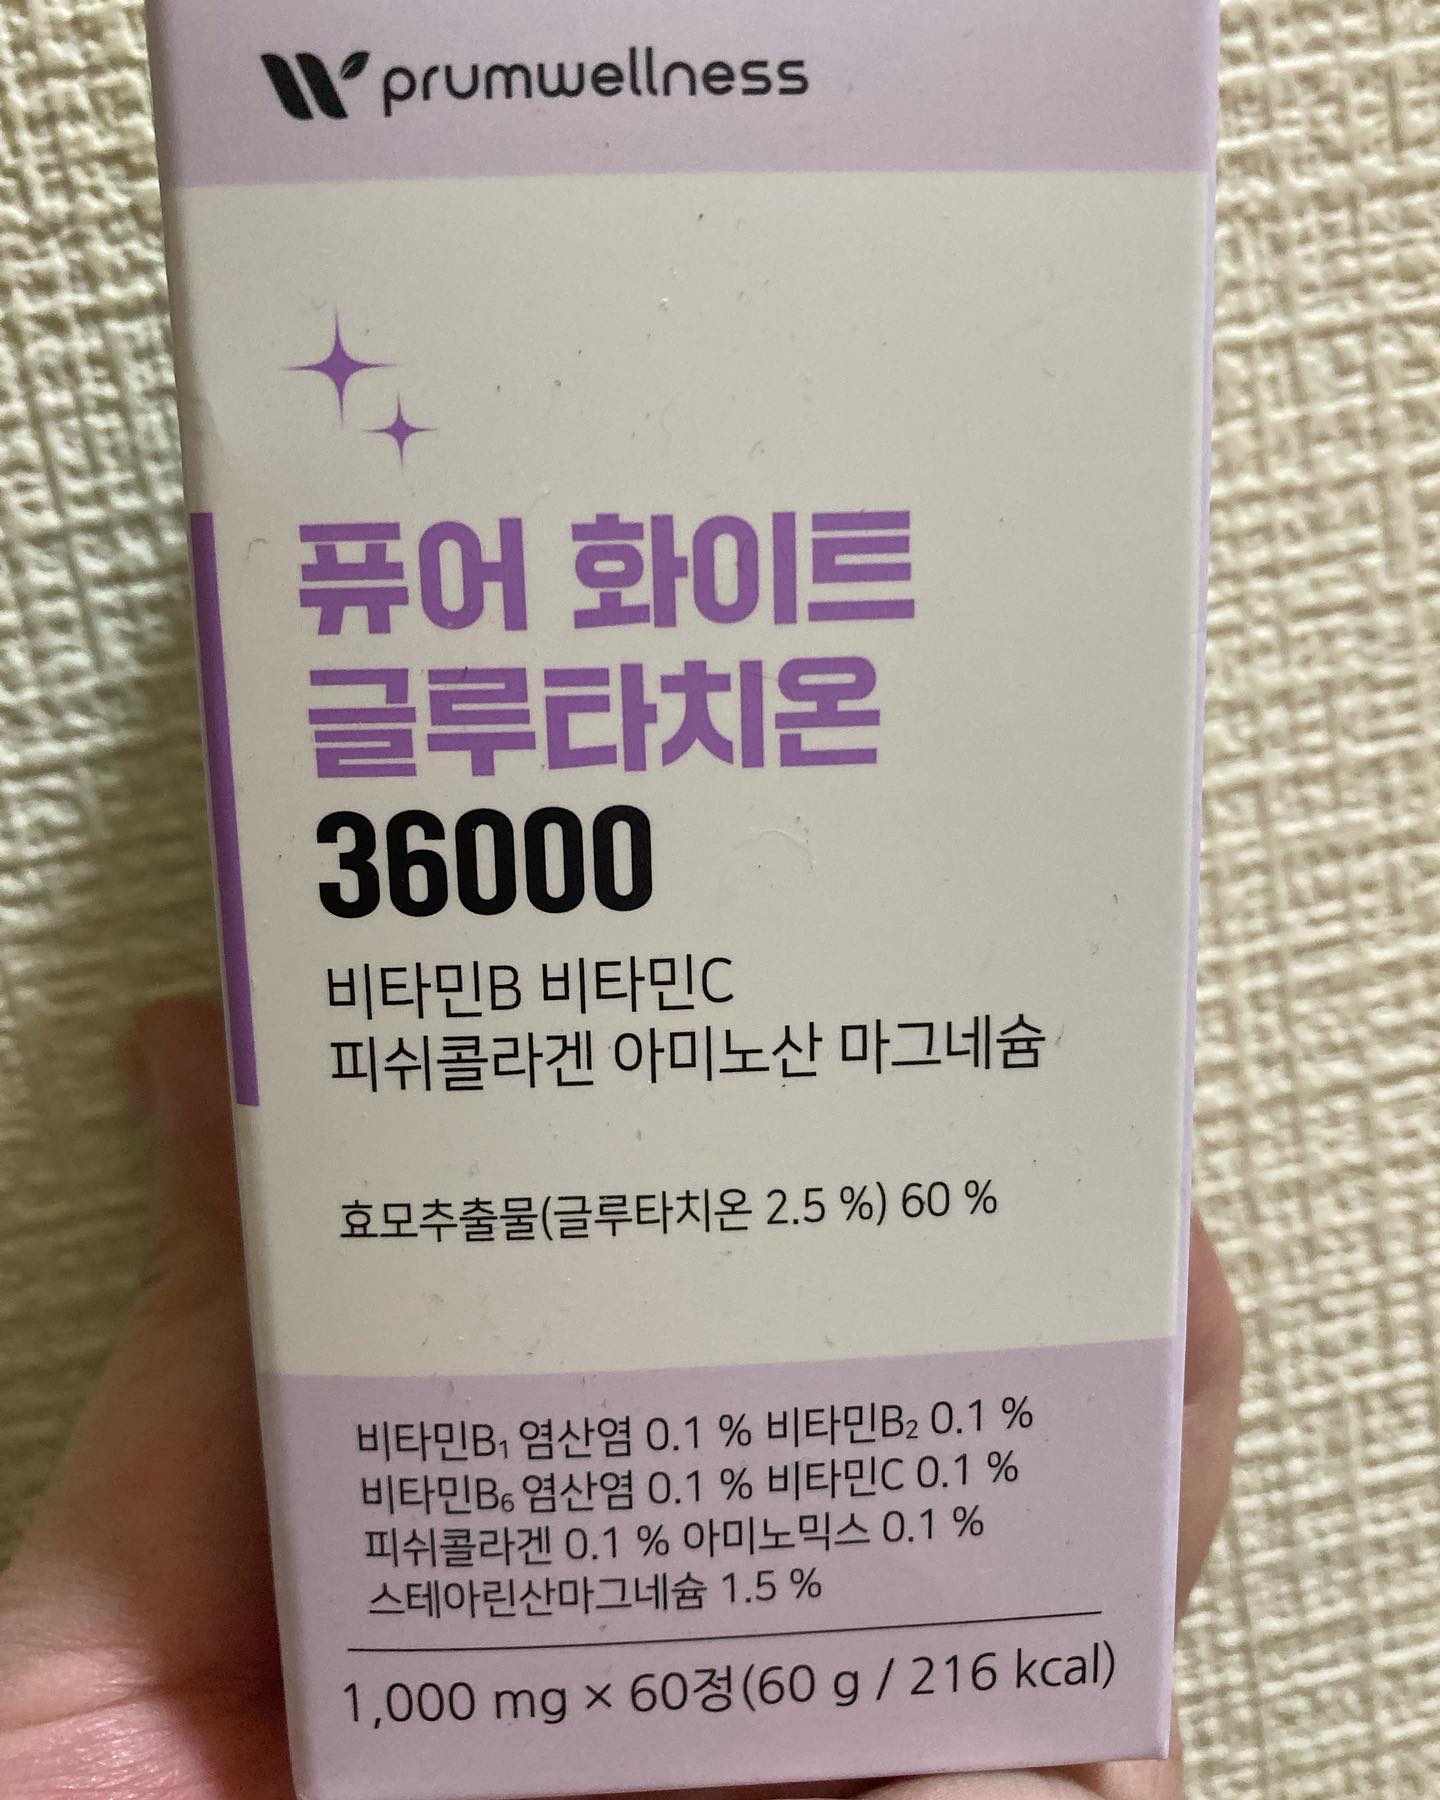 prumwellness
퓨어 화이트
글루타치온
36000
비타민B 비타민C
피쉬콜라겐 아미노산 마그네슘
효모추출물(글루타치온 2.5 %) 60 %
비타민B₁ 염산염 0.1 % 비타민B₂ 0.1 %
비타민B₆ 염산염 0.1 % 비타민C 0.1 %
피쉬콜라겐 0.1 % 아미노믹스 0.1 %
스테아린산마그네슘 1.5 %
1,000 mg × 60정(60 g / 216 kcal)